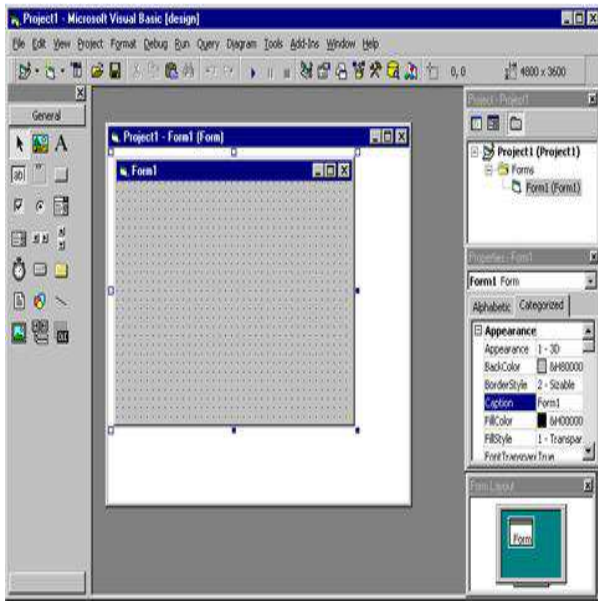 Project1 - Microsoft Visual Basic [design]
File Edit View Project Format Debug Run Query Diagram Tools Add-Ins Window Help
0, 0 4800 x 3600
General
A
ab
Project1 - Form1 (Form)
Form1
Project - Project1
Project1 (Project1)
Forms
Form1 (Form1)
Properties - Form1
Form1 Form
Alphabetic Categorized
Appearance
Appearance 1 - 3D
BackColor &H80000
BorderStyle 2 - Sizable
Caption Form1
FillColor &H00000
FillStyle 1 - Transpar
FontTransparen True
Form Layout
Form